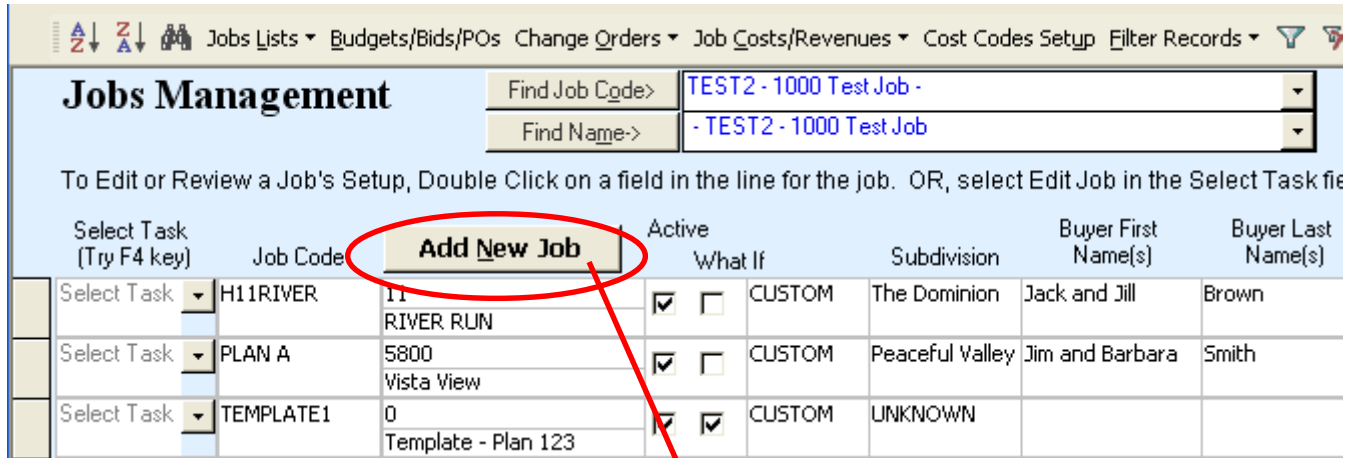 Jobs Lists Budgets/Bids/POs Change Orders Job Costs/Revenues Cost Codes Setup Filter Records
Jobs Management
Find Job Code> TEST2 - 1000 Test Job -
Find Name-> - TEST2 - 1000 Test Job
To Edit or Review a Job's Setup, Double Click on a field in the line for the job. OR, select Edit Job in the Select Task fie
Select Task Active Buyer First Buyer Last
(Try F4 key) Job Code Add New Job What If Subdivision Name(s) Name(s)
Select Task H11RIVER 11 CUSTOM The Dominion Jack and Jill Brown
RIVER RUN
Select Task PLAN A 5800 CUSTOM Peaceful Valley Jim and Barbara Smith
Vista View
Select Task TEMPLATE1 0 CUSTOM UNKNOWN
Template - Plan 123